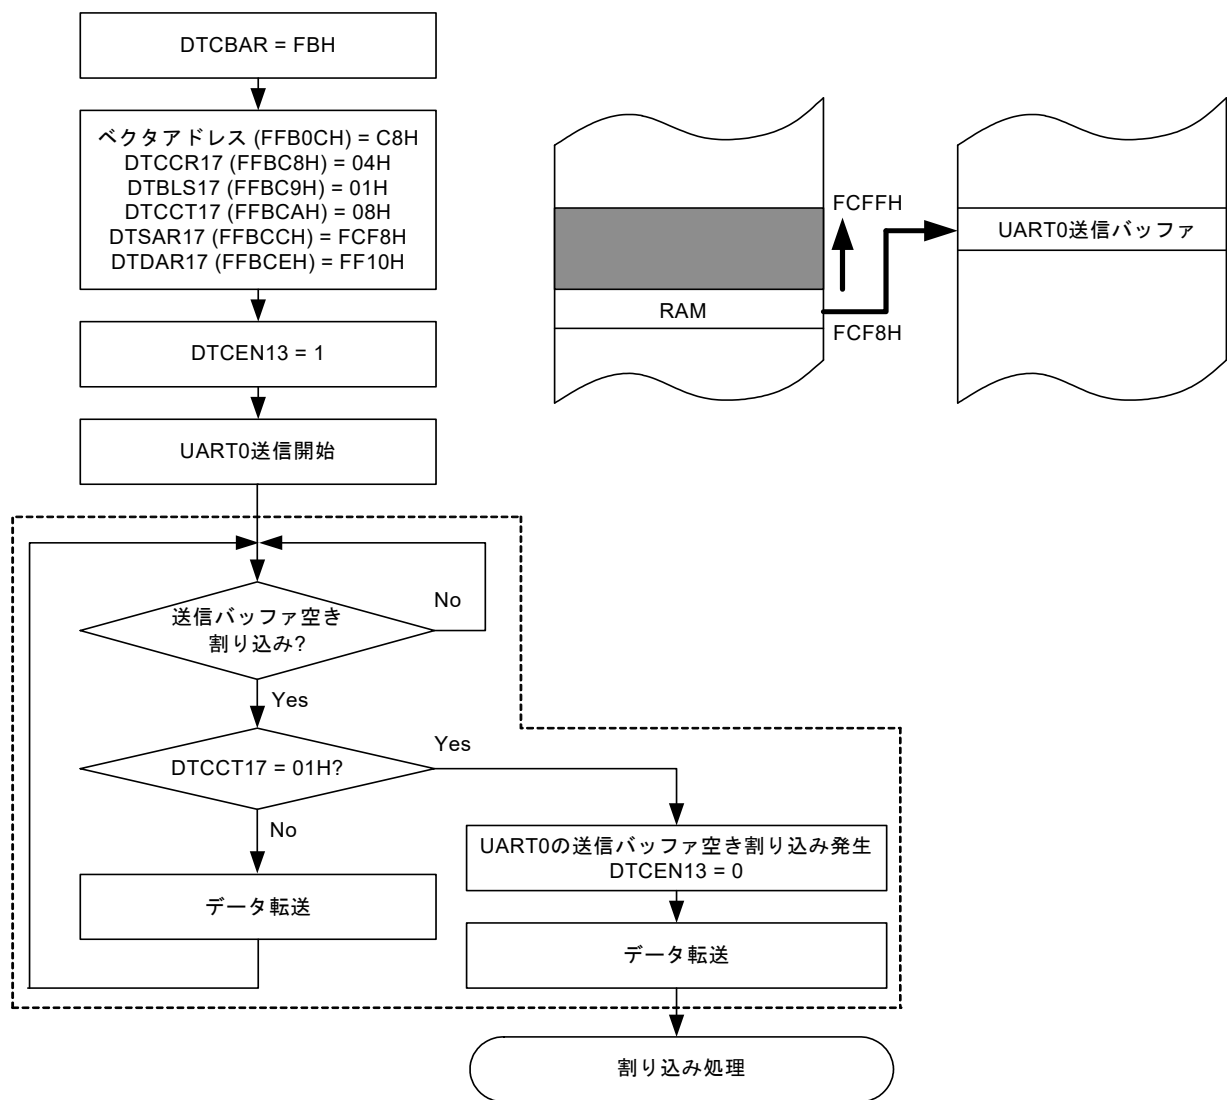 DTCBAR = FBH
ベクタアドレス (FFB0CH) = C8H
DTCCR17 (FFBC8H) = 04H
DTBLS17 (FFBC9H) = 01H
DTCCT17 (FFBCAH) = 08H
DTSAR17 (FFBCCH) = FCF8H
DTDAR17 (FFBCEH) = FF10H
DTCEN13 = 1
UART0送信開始
送信バッファ空き
割り込み?
No
Yes
DTCCT17 = 01H?
Yes
No
データ転送
UART0の送信バッファ空き割り込み発生
DTCEN13 = 0
データ転送
割り込み処理
FCFFH
RAM
FCF8H
UART0送信バッファ